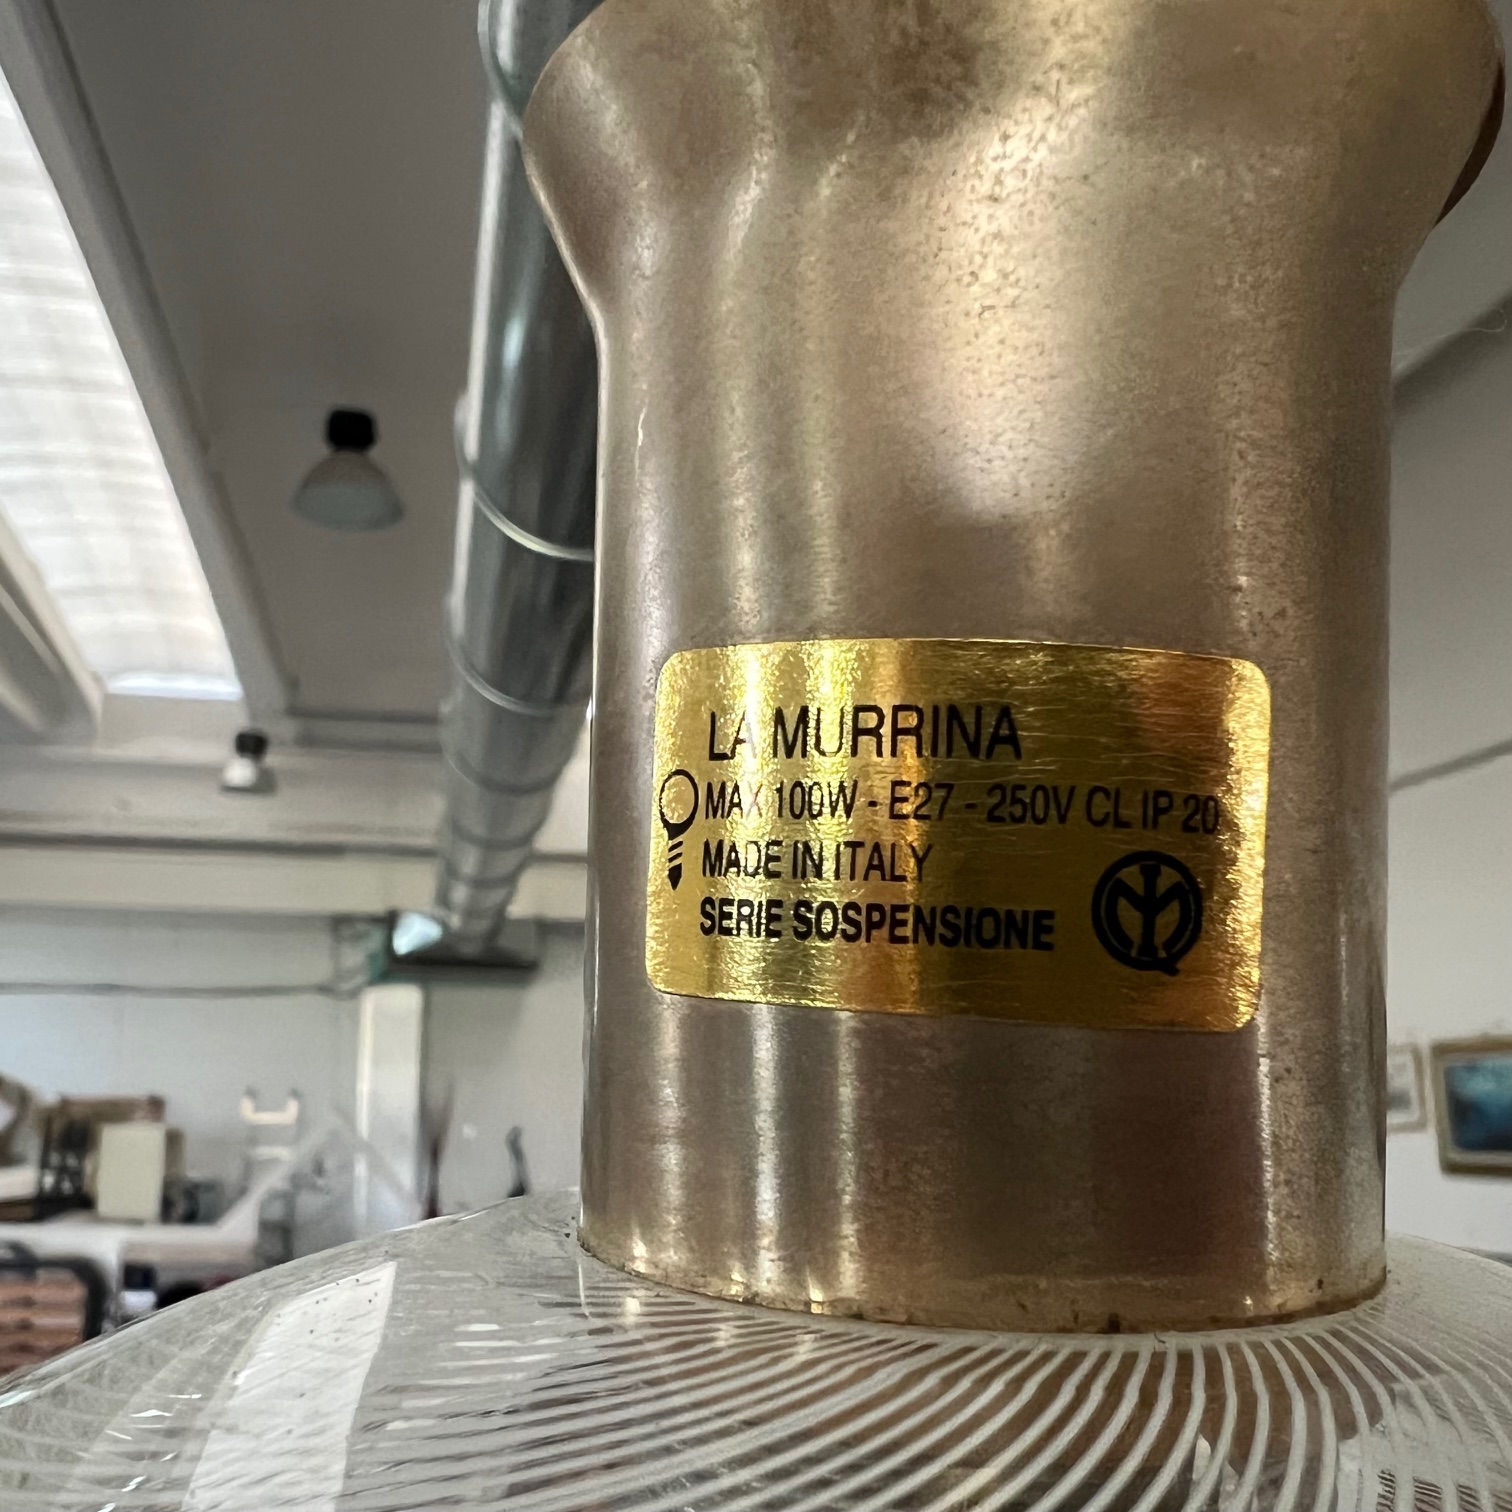 LA MURRINA
MAX 100W - E27 - 250V CL IP 20
MADE IN ITALY
SERIE SOSPENSIONE